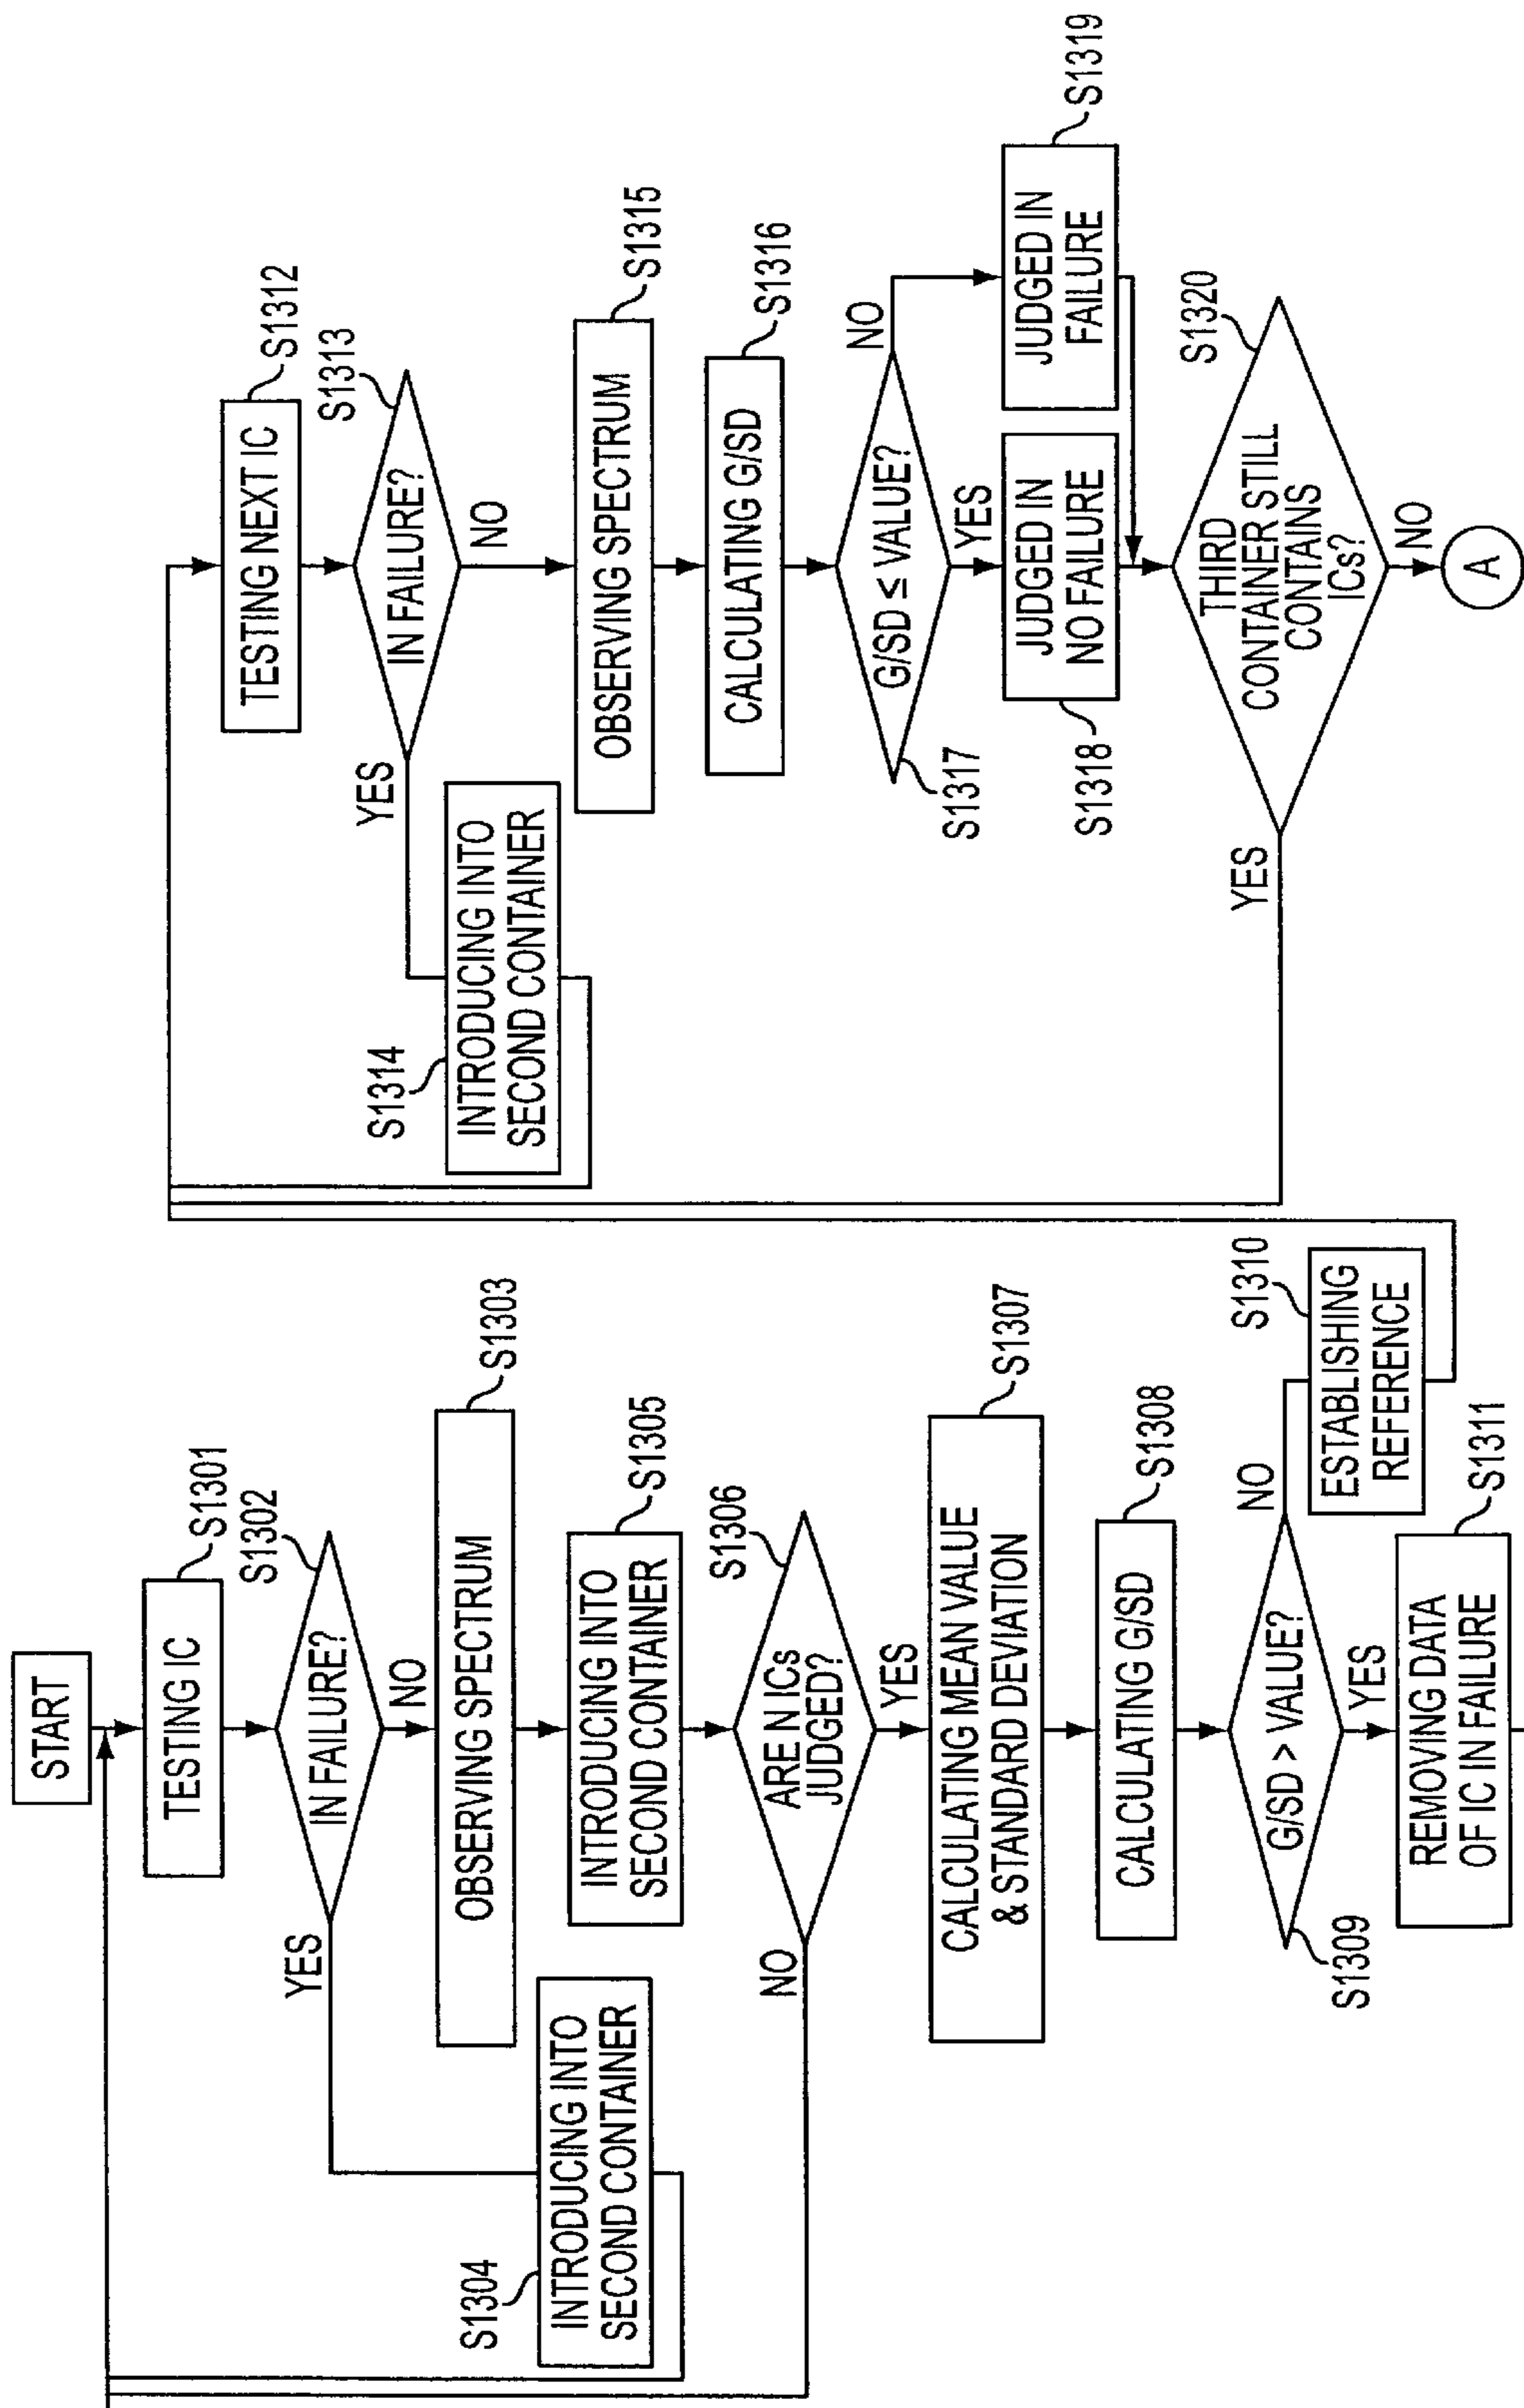 START
TESTING IC
S1301
IN FAILURE?
S1302
YES
NO
OBSERVING SPECTRUM
S1303
INTRODUCING INTO
SECOND CONTAINER
S1304
INTRODUCING INTO
SECOND CONTAINER
S1305
ARE N ICs
JUDGED?
S1306
NO
YES
CALCULATING MEAN VALUE
& STANDARD DEVIATION
S1307
CALCULATING G/SD
S1308
G/SD > VALUE?
S1309
NO
YES
ESTABLISHING
REFERENCE
S1310
REMOVING DATA
OF IC IN FAILURE
S1311
TESTING NEXT IC
S1312
IN FAILURE?
S1313
YES
NO
INTRODUCING INTO
SECOND CONTAINER
S1314
OBSERVING SPECTRUM
S1315
CALCULATING G/SD
S1316
G/SD ≤ VALUE?
S1317
NO
YES
JUDGED IN
NO FAILURE
S1318
JUDGED IN
FAILURE
S1319
THIRD
CONTAINER STILL
CONTAINS
ICs?
S1320
YES
NO
A